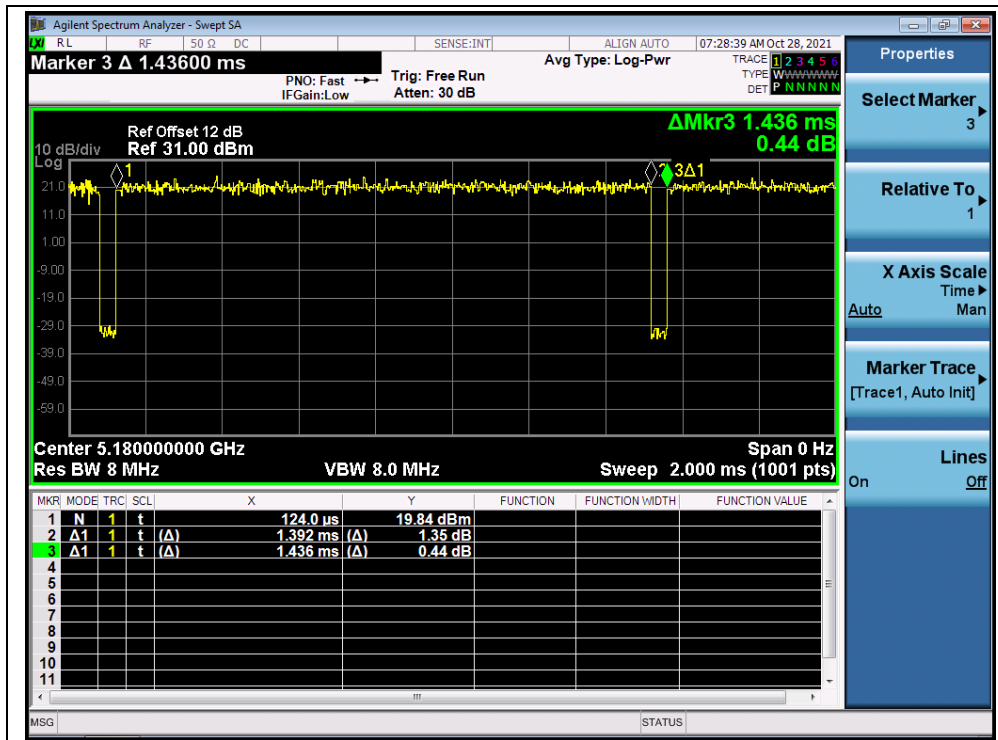 Agilent Spectrum Analyzer - Swept SA
LXI RL RF 50 Ω DC SENSE:INT ALIGN AUTO 07:28:39 AM Oct 28, 2021
Marker 3 Δ 1.43600 ms
PNO: Fast
IFGain:Low
Trig: Free Run
Atten: 30 dB
Avg Type: Log-Pwr
TRACE 1 2 3 4 5 6
TYPE W
DET P N N N N N
ΔMkr3 1.436 ms
0.44 dB
Ref Offset 12 dB
10 dB/div Ref 31.00 dBm
Log
1
2
3Δ1
21.0
11.0
1.00
-9.00
-19.0
-29.0
-39.0
-49.0
-59.0
Center 5.180000000 GHz Span 0 Hz
Res BW 8 MHz VBW 8.0 MHz Sweep 2.000 ms (1001 pts)
MKR MODE TRC SCL X Y FUNCTION FUNCTION WIDTH FUNCTION VALUE
1 N 1 t 124.0 µs 19.84 dBm
2 Δ1 1 t (Δ) 1.392 ms (Δ) 1.35 dB
3 Δ1 1 t (Δ) 1.436 ms (Δ) 0.44 dB
4
5
6
7
8
9
10
11
MSG STATUS
Properties
Select Marker
3
Relative To
1
X Axis Scale
Time
Auto Man
Marker Trace
[Trace1, Auto Init]
Lines
On Off